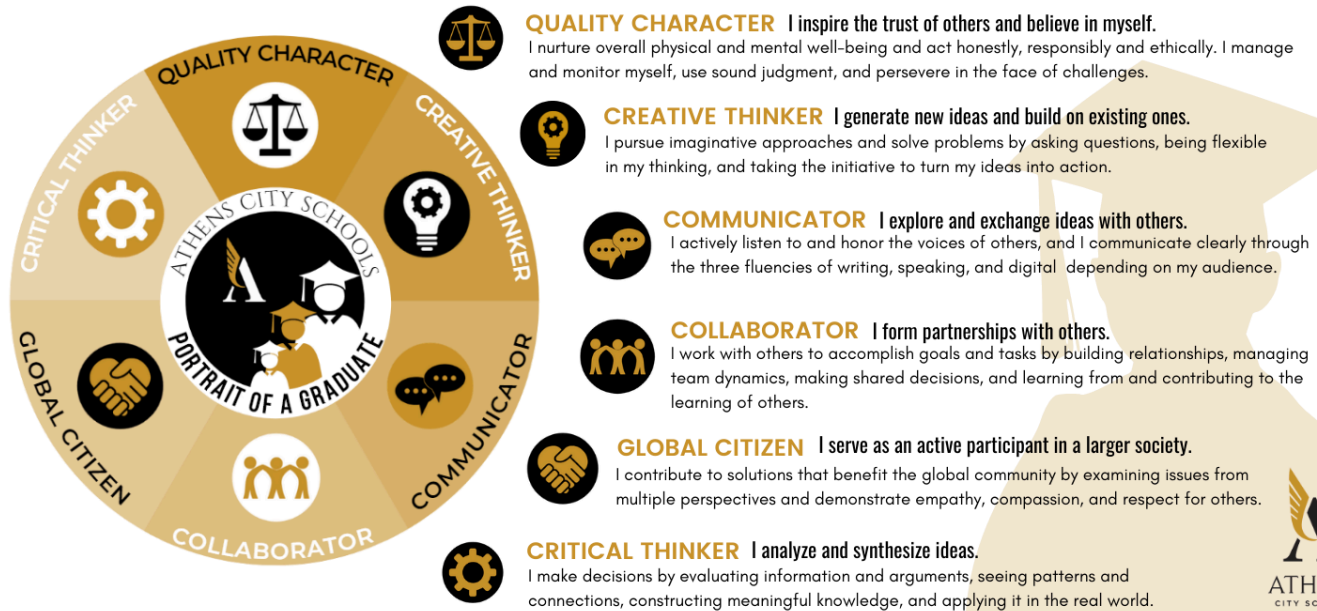 QUALITY CHARACTER
CREATIVE THINKER
COMMUNICATOR
COLLABORATOR
GLOBAL CITIZEN
CRITICAL THINKER
ATHENS CITY SCHOOLS
A
PORTRAIT OF A GRADUATE
QUALITY CHARACTER I inspire the trust of others and believe in myself.
I nurture overall physical and mental well-being and act honestly, responsibly and ethically. I manage
and monitor myself, use sound judgment, and persevere in the face of challenges.
CREATIVE THINKER I generate new ideas and build on existing ones.
I pursue imaginative approaches and solve problems by asking questions, being flexible
in my thinking, and taking the initiative to turn my ideas into action.
COMMUNICATOR I explore and exchange ideas with others.
I actively listen to and honor the voices of others, and I communicate clearly through
the three fluencies of writing, speaking, and digital depending on my audience.
COLLABORATOR I form partnerships with others.
I work with others to accomplish goals and tasks by building relationships, managing
team dynamics, making shared decisions, and learning from and contributing to the
learning of others.
GLOBAL CITIZEN I serve as an active participant in a larger society.
I contribute to solutions that benefit the global community by examining issues from
multiple perspectives and demonstrate empathy, compassion, and respect for others.
CRITICAL THINKER I analyze and synthesize ideas.
I make decisions by evaluating information and arguments, seeing patterns and
connections, constructing meaningful knowledge, and applying it in the real world.
ATH
CITY SC